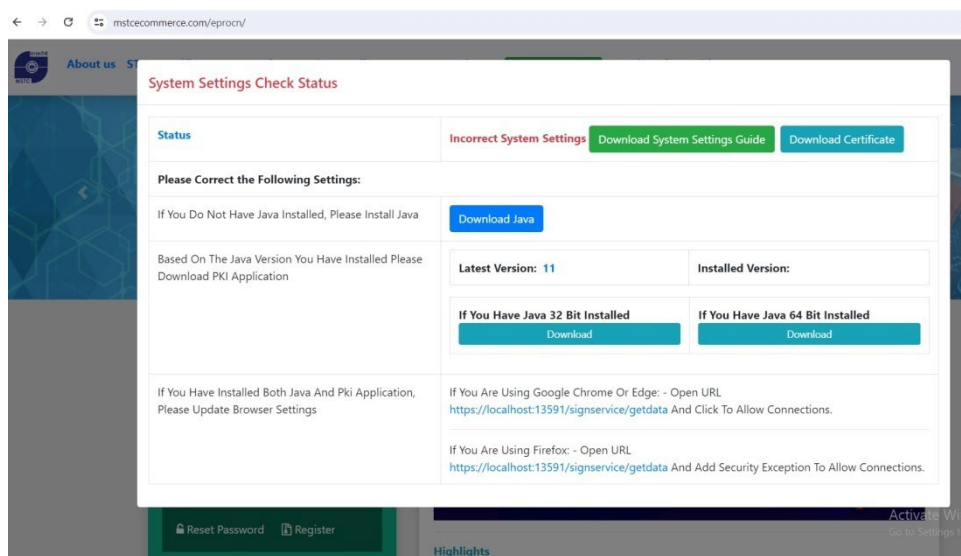 mstcecommerce.com/eprocn/
MSTC
About us
System Settings Check Status
Status
Incorrect System Settings
Download System Settings Guide
Download Certificate
Please Correct the Following Settings:
If You Do Not Have Java Installed, Please Install Java
Download Java
Based On The Java Version You Have Installed Please
Download PKI Application
Latest Version: 11
Installed Version:
If You Have Java 32 Bit Installed
Download
If You Have Java 64 Bit Installed
Download
If You Have Installed Both Java And Pki Application,
Please Update Browser Settings
If You Are Using Google Chrome Or Edge: - Open URL
https://localhost:13591/signservice/getdata And Click To Allow Connections.
If You Are Using Firefox: - Open URL
https://localhost:13591/signservice/getdata And Add Security Exception To Allow Connections.
Reset Password
Register
Highlights
Activate Wi
Go to Settings t